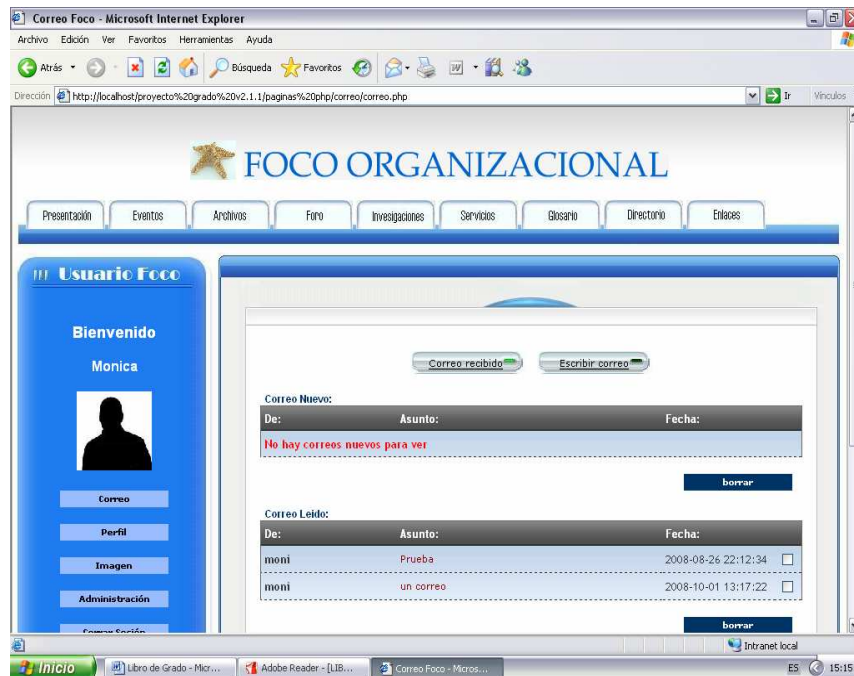 Correo Foco - Microsoft Internet Explorer
Archivo Edición Ver Favoritos Herramientas Ayuda
Atrás Búsqueda Favoritos
Dirección http://localhost/proyecto%20grado%20v2.1.1/paginas%20php/correo/correo.php Ir Vínculos
FOCO ORGANIZACIONAL
Presentación Eventos Archivos Foro Invesigaciones Servicios Glosario Directorio Enlaces
Usuario Foco
Bienvenido
Monica
Correo
Perfil
Imagen
Administración
Cerrar Seción
Correo recibido Escribir correo
Correo Nuevo:
De: Asunto: Fecha:
No hay correos nuevos para ver
borrar
Correo Leido:
De: Asunto: Fecha:
moni Prueba 2008-08-26 22:12:34
moni un correo 2008-10-01 13:17:22
borrar
Intranet local
Inicio Libro de Grado - Micr... Adobe Reader - [LIB... Correo Foco - Micros... ES 15:15